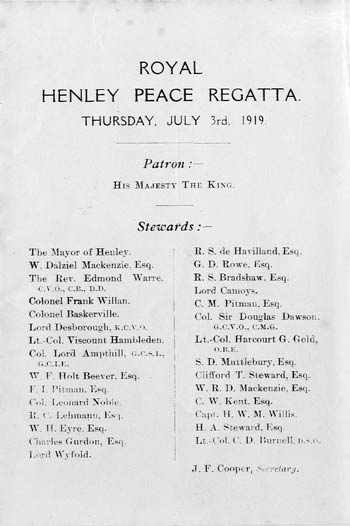 ROYAL
HENLEY PEACE REGATTA.
THURSDAY, JULY 3rd, 1919.
Patron :—
HIS MAJESTY THE KING.
Stewards :—
The Mayor of Henley.
W. Dalziel Mackenzie, Esq.
The Rev. Edmond Warre,
C.V.O., C.B., D.D.
Colonel Frank Willan.
Colonel Baskerville.
Lord Desborough, K.C.V.O.
Lt.-Col. Viscount Hambleden.
Col. Lord Ampthill, G.C.S.I.,
G.C.I.E.
W. F. Holt Beever, Esq.
F. I. Pitman, Esq.
Col. Leonard Noble.
R. C. Lehmann, Esq.
W. H. Eyre, Esq.
Charles Gurdon, Esq.
Lord Wyfold.
R. S. de Havilland, Esq.
G. D. Rowe, Esq.
R. S. Bradshaw, Esq.
Lord Camoys.
C. M. Pitman, Esq.
Col. Sir Douglas Dawson,
G.C.V.O., C.M.G.
Lt.-Col. Harcourt G. Gold,
O.B.E.
S. D. Muttlebury, Esq.
Clifford T. Steward, Esq.
W. R. D. Mackenzie, Esq.
C. W. Kent, Esq.
Capt. H. W. M. Willis.
H. A. Steward, Esq.
Lt.-Col. C. D. Burnell, D.S.O.
J. F. Cooper, Secretary.